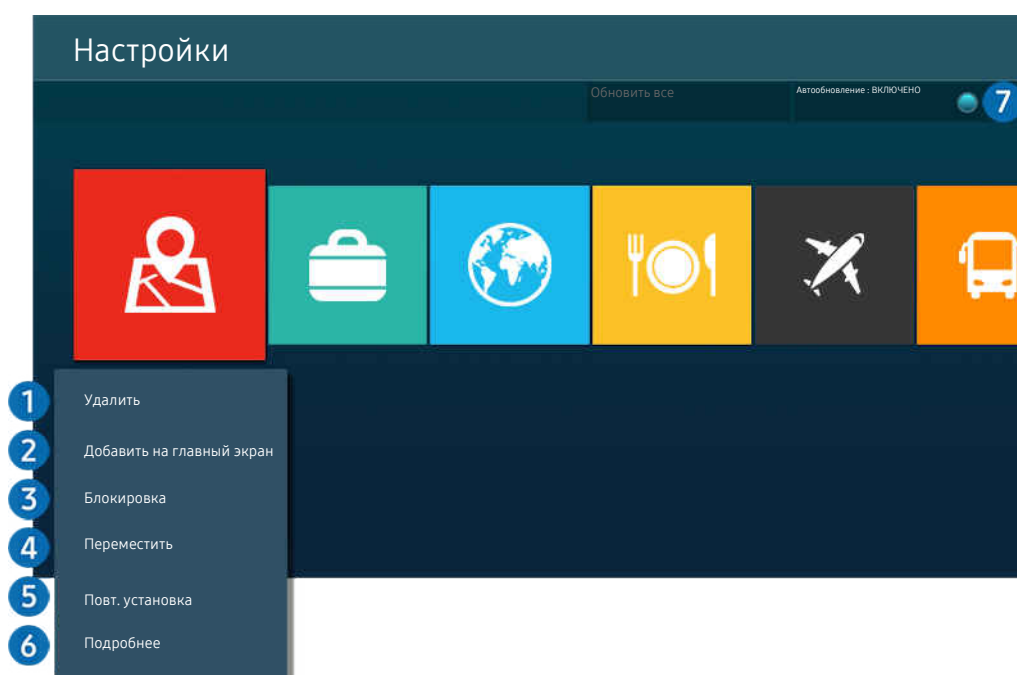 Настройки
Обновить все
Автообновление : ВКЛЮЧЕНО
7
1 Удалить
2 Добавить на главный экран
3 Блокировка
4 Переместить
5 Повт. установка
6 Подробнее